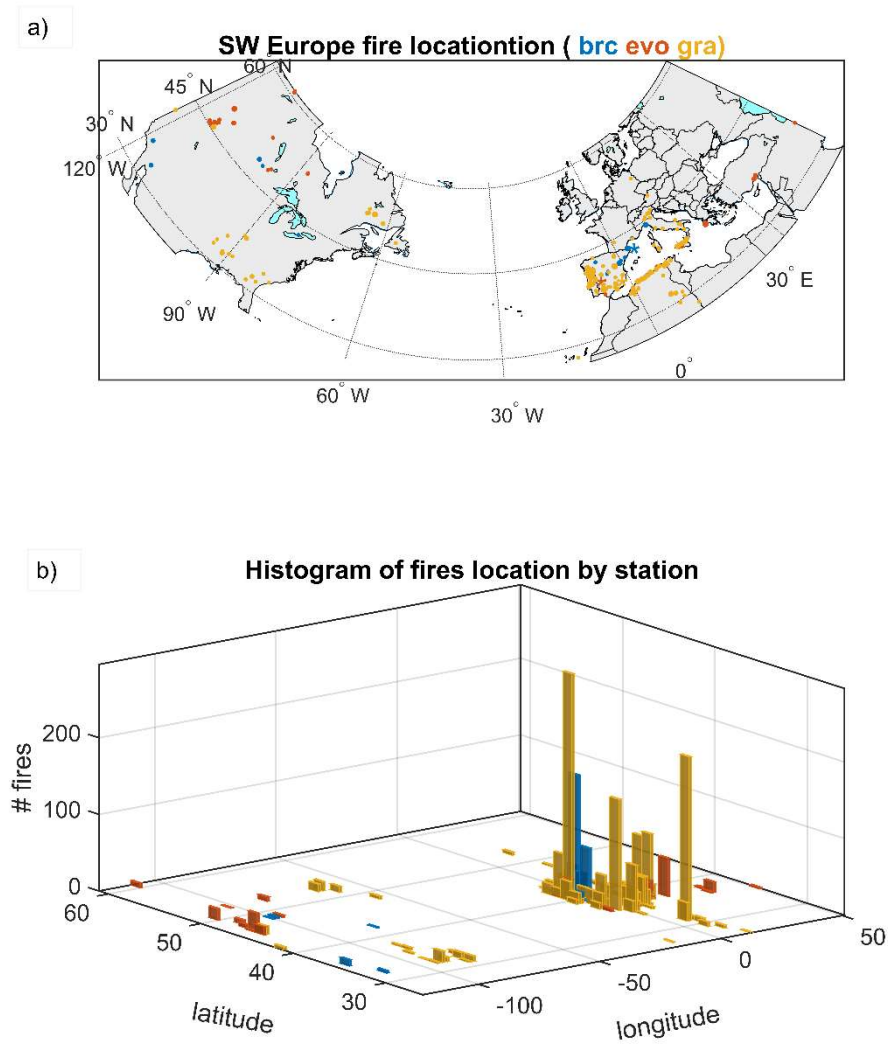 a)
SW Europe fire locationtion ( brc evo gra)
60° N
45° N
30° N
120° W
90° W
60° W
30° W
0°
30° E
b)
Histogram of fires location by station
# fires
200
100
0
60
50
40
30
latitude
-100
-50
0
50
longitude